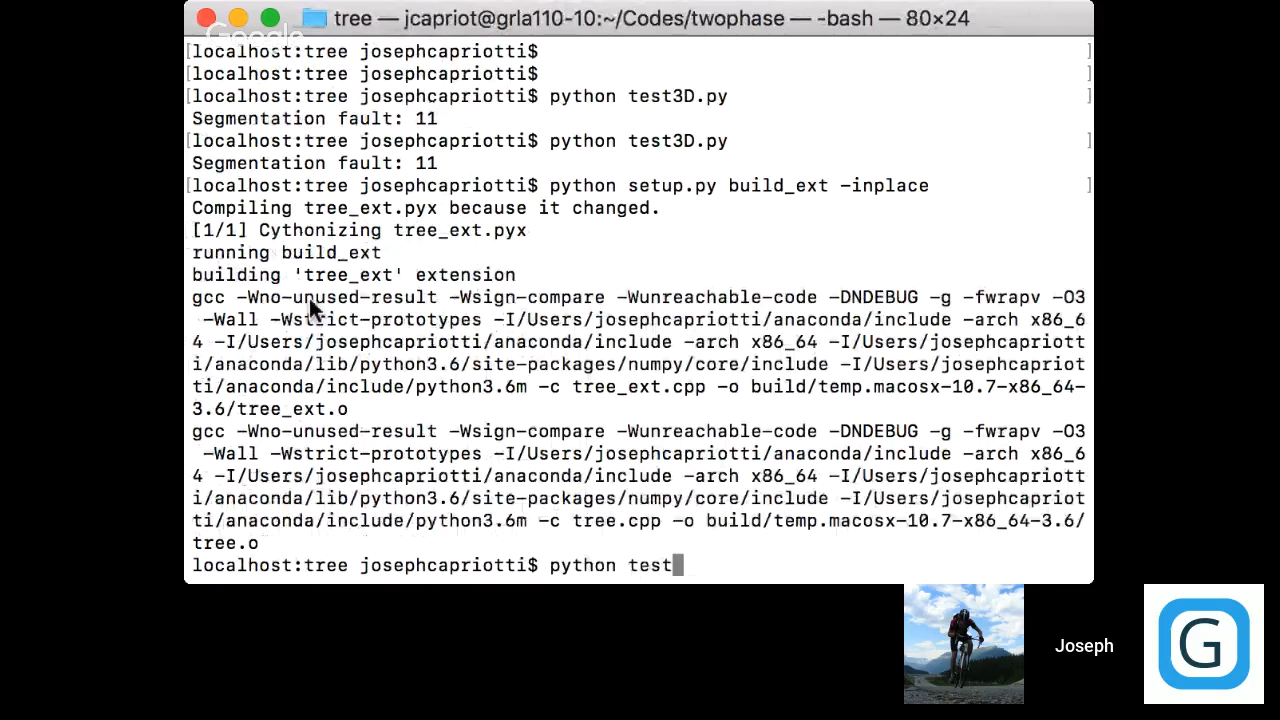 tree — jcapriot@grla110-10:~/Codes/twophase — -bash — 80×24
Google
[localhost:tree josephcapriotti$ ]
[localhost:tree josephcapriotti$ ]
[localhost:tree josephcapriotti$ python test3D.py ]
Segmentation fault: 11
[localhost:tree josephcapriotti$ python test3D.py ]
Segmentation fault: 11
[localhost:tree josephcapriotti$ python setup.py build_ext —inplace ]
Compiling tree_ext.pyx because it changed.
[1/1] Cythonizing tree_ext.pyx
running build_ext
building 'tree_ext' extension
gcc -Wno-unused-result -Wsign-compare -Wunreachable-code -DNDEBUG -g -fwrapv -O3
-Wall -Wstrict-prototypes -I/Users/josephcapriotti/anaconda/include -arch x86_6
4 -I/Users/josephcapriotti/anaconda/include -arch x86_64 -I/Users/josephcapriott
i/anaconda/lib/python3.6/site-packages/numpy/core/include -I/Users/josephcapriot
ti/anaconda/include/python3.6m -c tree_ext.cpp -o build/temp.macosx-10.7-x86_64-
3.6/tree_ext.o
gcc -Wno-unused-result -Wsign-compare -Wunreachable-code -DNDEBUG -g -fwrapv -O3
-Wall -Wstrict-prototypes -I/Users/josephcapriotti/anaconda/include -arch x86_6
4 -I/Users/josephcapriotti/anaconda/include -arch x86_64 -I/Users/josephcapriott
i/anaconda/lib/python3.6/site-packages/numpy/core/include -I/Users/josephcapriot
ti/anaconda/include/python3.6m -c tree.cpp -o build/temp.macosx-10.7-x86_64-3.6/
tree.o
localhost:tree josephcapriotti$ python test
Joseph
G